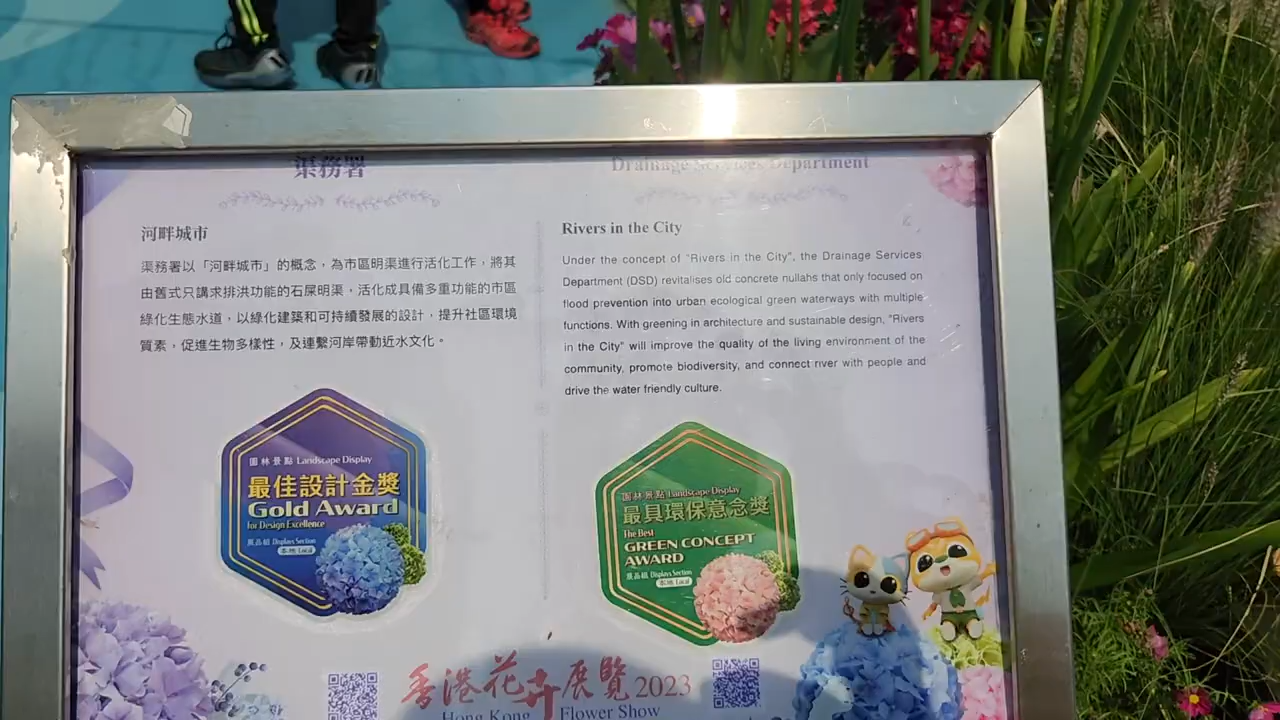 渠務署
Drainage Services Department
河畔城市
渠務署以「河畔城市」的概念，為市區明渠進行活化工作，將其
由舊式只講求排洪功能的石屎明渠，活化成具備多重功能的市區
綠化生態水道，以綠化建築和可持續發展的設計，提升社區環境
質素，促進生物多樣性，及連繫河岸帶動近水文化。
Rivers in the City
Under the concept of "Rivers in the City", the Drainage Services
Department (DSD) revitalises old concrete nullahs that only focused on
flood prevention into urban ecological green waterways with multiple
functions. With greening in architecture and sustainable design, "Rivers
in the City" will improve the quality of the living environment of the
community, promote biodiversity, and connect river with people and
drive the water friendly culture.
園林景點 Landscape Display
最佳設計金獎
Gold Award
for Design Excellence
展品組 Displays Section
本地 Local
園林景點 Landscape Display
最具環保意念獎
The Best
GREEN CONCEPT
AWARD
展品組 Displays Section
本地 Local
香港花卉展覽 2023
Hong Kong Flower Show